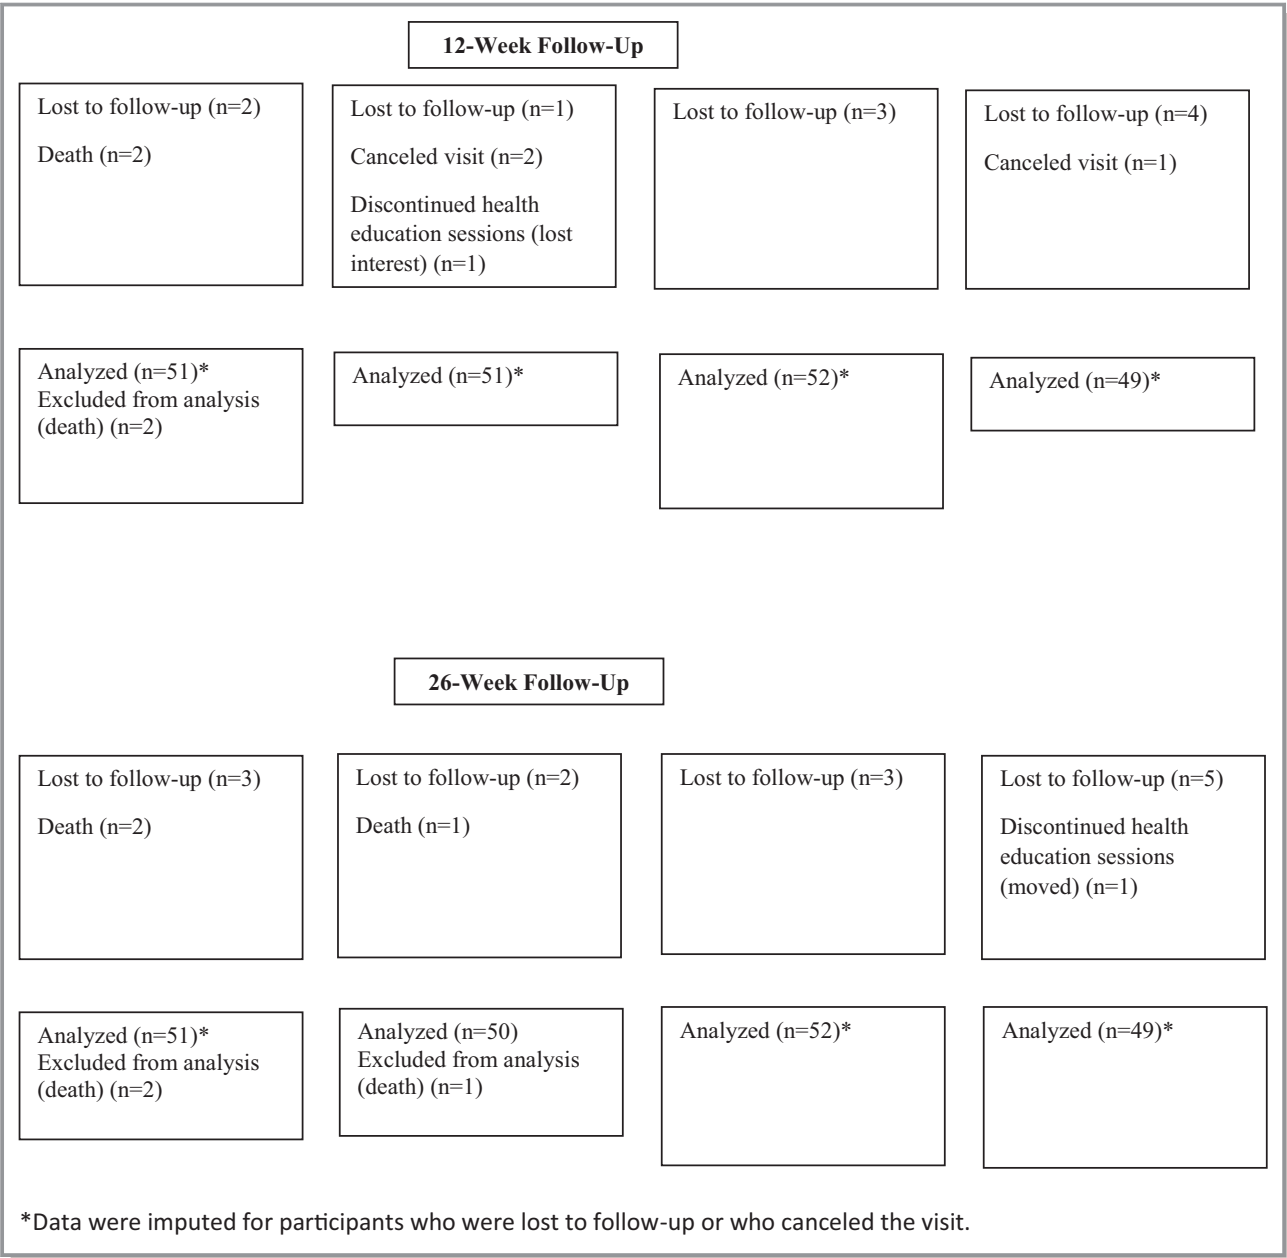 12-Week Follow-Up
Lost to follow-up (n=2)
Death (n=2)
Lost to follow-up (n=1)
Canceled visit (n=2)
Discontinued health
education sessions (lost
interest) (n=1)
Lost to follow-up (n=3)
Lost to follow-up (n=4)
Canceled visit (n=1)
Analyzed (n=51)*
Excluded from analysis
(death) (n=2)
Analyzed (n=51)*
Analyzed (n=52)*
Analyzed (n=49)*
26-Week Follow-Up
Lost to follow-up (n=3)
Death (n=2)
Lost to follow-up (n=2)
Death (n=1)
Lost to follow-up (n=3)
Lost to follow-up (n=5)
Discontinued health
education sessions
(moved) (n=1)
Analyzed (n=51)*
Excluded from analysis
(death) (n=2)
Analyzed (n=50)
Excluded from analysis
(death) (n=1)
Analyzed (n=52)*
Analyzed (n=49)*
*Data were imputed for participants who were lost to follow-up or who canceled the visit.